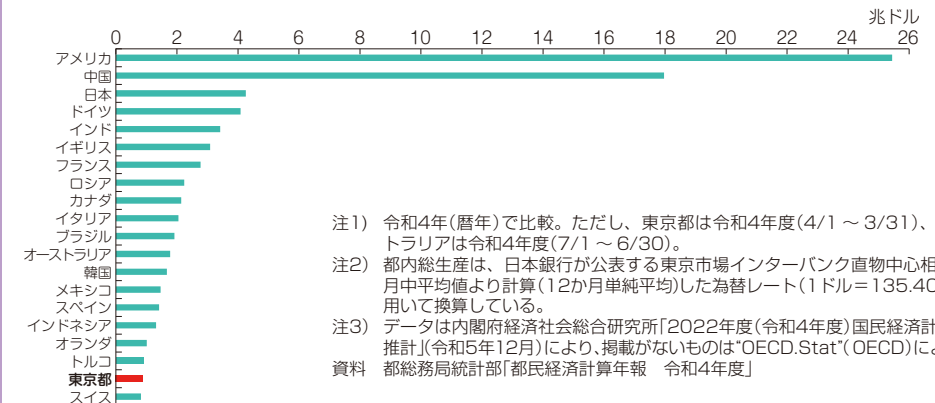 兆ドル
0 2 4 6 8 10 12 14 16 18 20 22 24 26
アメリカ
中国
日本
ドイツ
インド
イギリス
フランス
ロシア
カナダ
イタリア
ブラジル
オーストラリア
韓国
メキシコ
スペイン
インドネシア
オランダ
トルコ
東京都
スイス
注1) 令和4年(暦年)で比較。ただし、東京都は令和4年度(4/1～3/31)、
トラリアは令和4年度(7/1～6/30)。
注2) 都内総生産は、日本銀行が公表する東京市場インターバンク直物中心相
月中平均値より計算(12か月単純平均)した為替レート(1ドル＝135.40
用いて換算している。
注3) データは内閣府経済社会総合研究所「2022年度(令和4年度)国民経済計
推計」(令和5年12月)により、掲載がないものは“OECD.Stat”(OECD)によ
資料 都総務局統計部「都民経済計算年報 令和4年度」